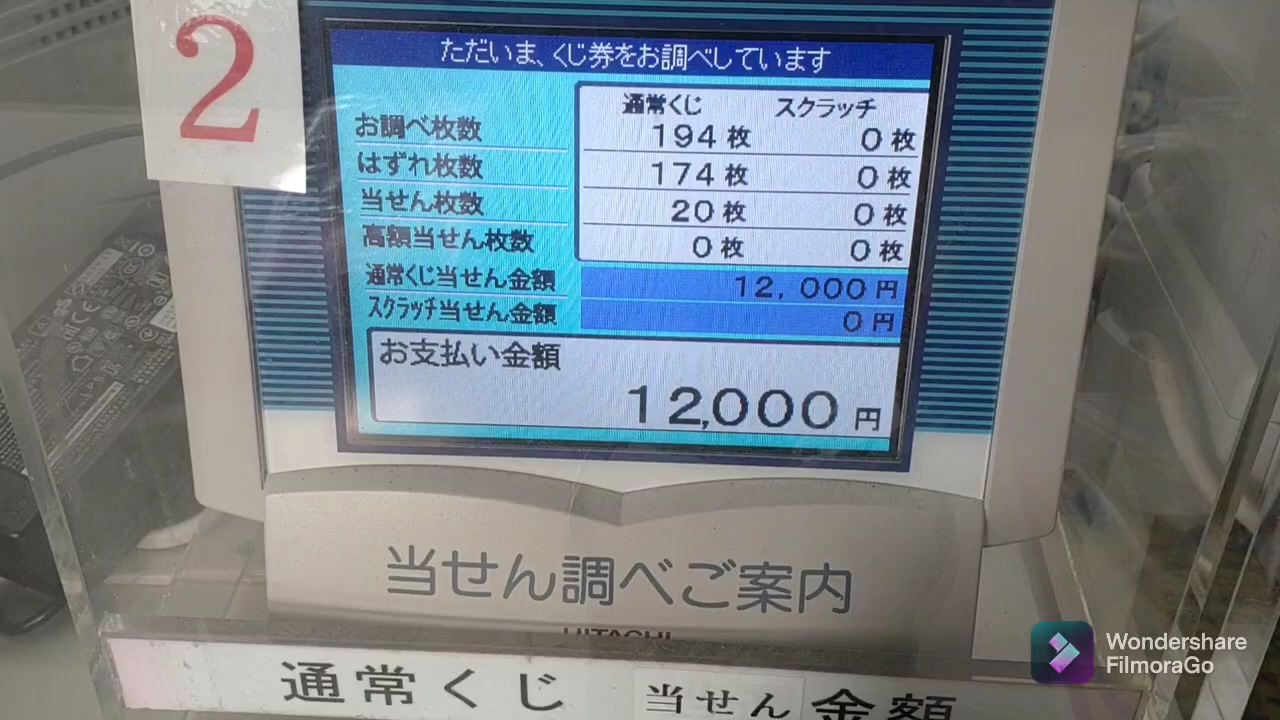 2
ただいま、くじ券をお調べしています
通常くじ スクラッチ
お調べ枚数 194枚 0枚
はずれ枚数 174枚 0枚
当せん枚数 20枚 0枚
高額当せん枚数 0枚 0枚
通常くじ当せん金額 12,000円
スクラッチ当せん金額 0円
お支払い金額
12,000円
当せん調べご案内
HITACHI
通常くじ 当せん金額
Wondershare
FilmoraGo